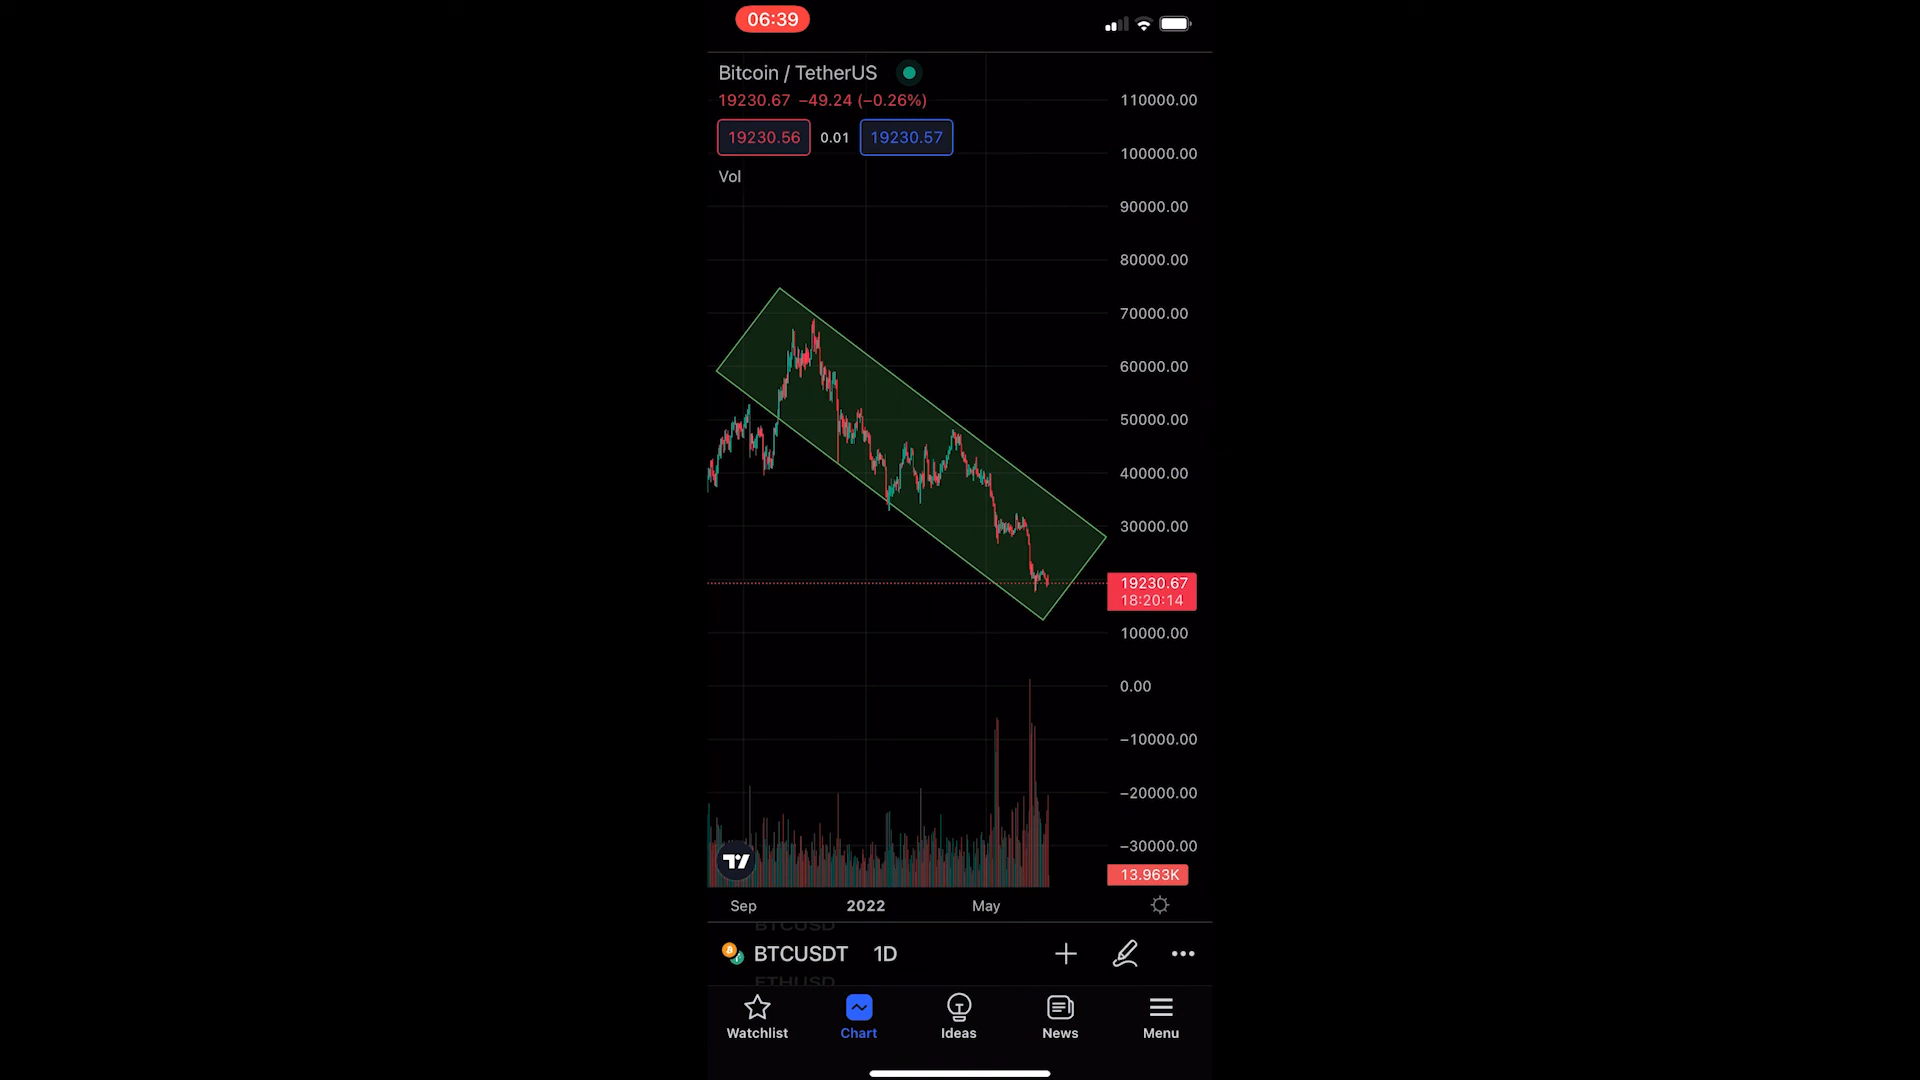 06:39
Bitcoin / TetherUS
19230.67 −49.24 (−0.26%)
19230.56 0.01 19230.57
Vol
110000.00
100000.00
90000.00
80000.00
70000.00
60000.00
50000.00
40000.00
30000.00
19230.67
18:20:14
10000.00
0.00
−10000.00
−20000.00
−30000.00
13.963K
Sep 2022 May
BTCUSD
BTCUSDT 1D
ETHUSD
Watchlist Chart Ideas News Menu